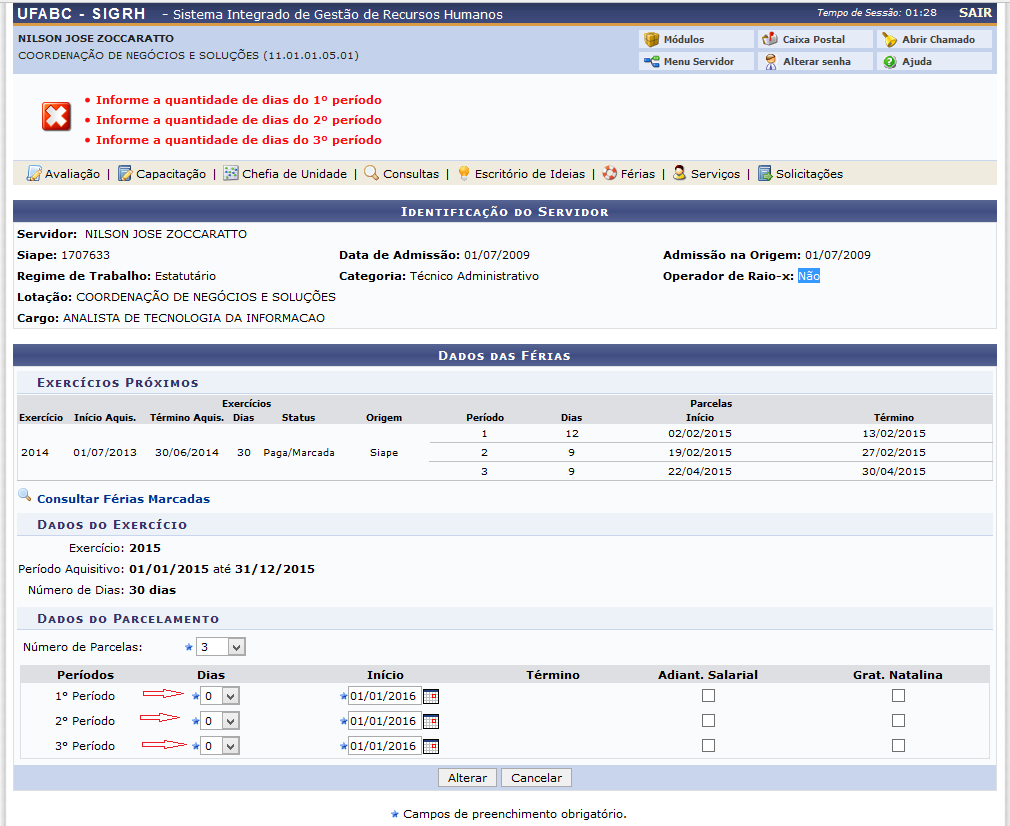 UFABC - SIGRH - Sistema Integrado de Gestão de Recursos Humanos Tempo de Sessão: 01:28 SAIR
NILSON JOSE ZOCCARATTO Módulos Caixa Postal Abrir Chamado
COORDENAÇÃO DE NEGÓCIOS E SOLUÇÕES (11.01.01.05.01) Menu Servidor Alterar senha Ajuda
• Informe a quantidade de dias do 1º período
• Informe a quantidade de dias do 2º período
• Informe a quantidade de dias do 3º período
Avaliação | Capacitação | Chefia de Unidade | Consultas | Escritório de Ideias | Férias | Serviços | Solicitações
IDENTIFICAÇÃO DO SERVIDOR
Servidor: NILSON JOSE ZOCCARATTO
Siape: 1707633 Data de Admissão: 01/07/2009 Admissão na Origem: 01/07/2009
Regime de Trabalho: Estatutário Categoria: Técnico Administrativo Operador de Raio-x: Não
Lotação: COORDENAÇÃO DE NEGÓCIOS E SOLUÇÕES
Cargo: ANALISTA DE TECNOLOGIA DA INFORMACAO
DADOS DAS FÉRIAS
EXERCÍCIOS PRÓXIMOS
Exercícios Parcelas
Exercício Início Aquis. Término Aquis. Dias Status Origem Período Dias Início Término
1 12 02/02/2015 13/02/2015
2014 01/07/2013 30/06/2014 30 Paga/Marcada Siape 2 9 19/02/2015 27/02/2015
3 9 22/04/2015 30/04/2015
Consultar Férias Marcadas
DADOS DO EXERCÍCIO
Exercício: 2015
Período Aquisitivo: 01/01/2015 até 31/12/2015
Número de Dias: 30 dias
DADOS DO PARCELAMENTO
Número de Parcelas: 3
Períodos Dias Início Término Adiant. Salarial Grat. Natalina
1º Período 0 01/01/2016
2º Período 0 01/01/2016
3º Período 0 01/01/2016
Alterar Cancelar
Campos de preenchimento obrigatório.